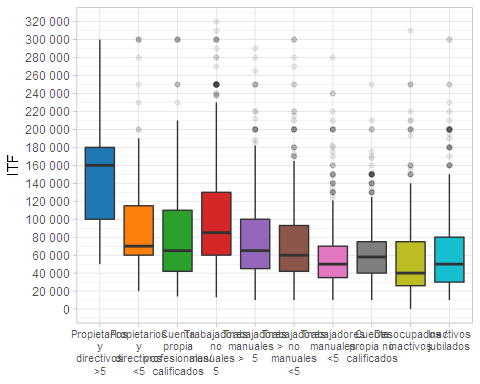 320 000
300 000
280 000
260 000
240 000
220 000
200 000
180 000
160 000
140 000
120 000
100 000
80 000
60 000
40 000
20 000
0
ITF
Propietarios
y
directivos
>5
Propietarios
y
directivos
<5
Cuenta
propia
profesionales/
calificados
Trabajadores
no
manuales >
5
Trabajadores
manuales >
5
Trabajadores
no
manuales
<5
Trabajadores
manuales
<5
Cuenta
propia no
calificados
Desocupados/
inactivos
Inactivos
jubilados